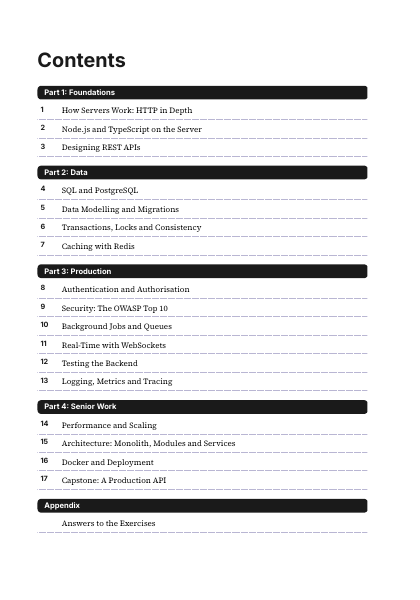 Contents
Part 1: Foundations
1 How Servers Work: HTTP in Depth
2 Node.js and TypeScript on the Server
3 Designing REST APIs
Part 2: Data
4 SQL and PostgreSQL
5 Data Modelling and Migrations
6 Transactions, Locks and Consistency
7 Caching with Redis
Part 3: Production
8 Authentication and Authorisation
9 Security: The OWASP Top 10
10 Background Jobs and Queues
11 Real-Time with WebSockets
12 Testing the Backend
13 Logging, Metrics and Tracing
Part 4: Senior Work
14 Performance and Scaling
15 Architecture: Monolith, Modules and Services
16 Docker and Deployment
17 Capstone: A Production API
Appendix
Answers to the Exercises